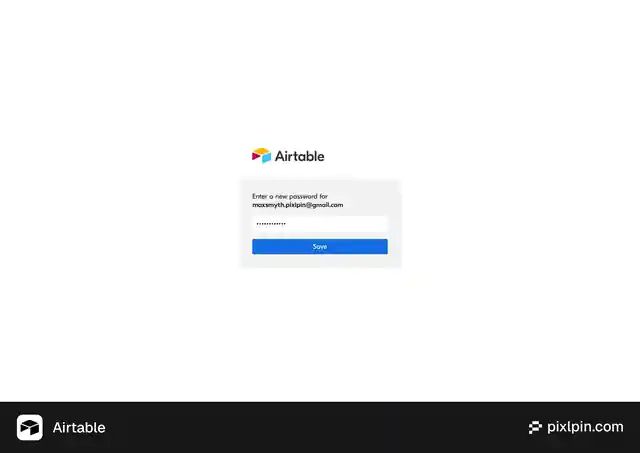 Airtable
Enter a new password for
maxsmyth.pixlpin@gmail.com
••••••••••••
Save
Airtable
pixlpin.com